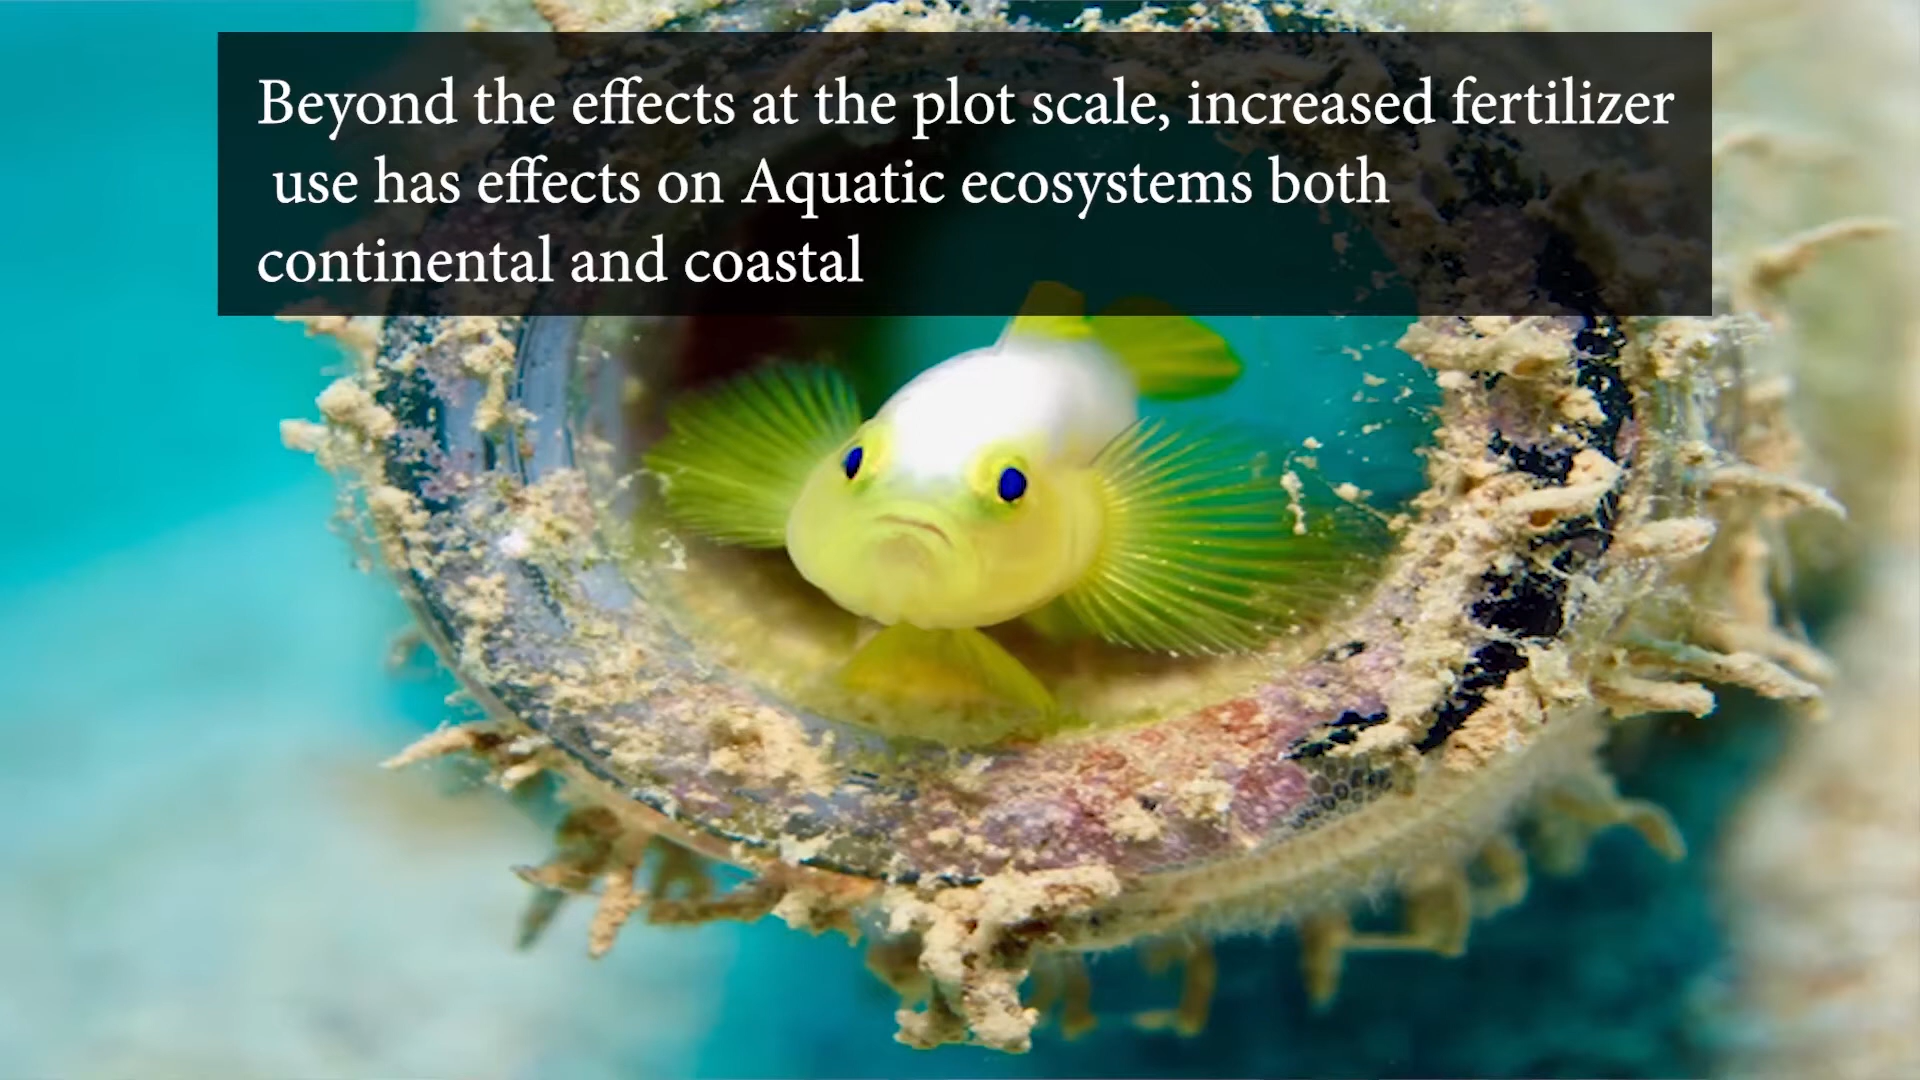 Beyond the effects at the plot scale, increased fertilizer
use has effects on Aquatic ecosystems both
continental and coastal